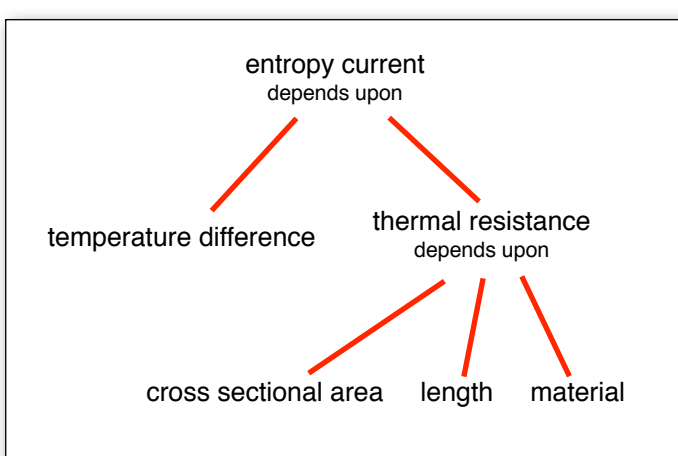 entropy current
depends upon
temperature difference
thermal resistance
depends upon
cross sectional area
length
material